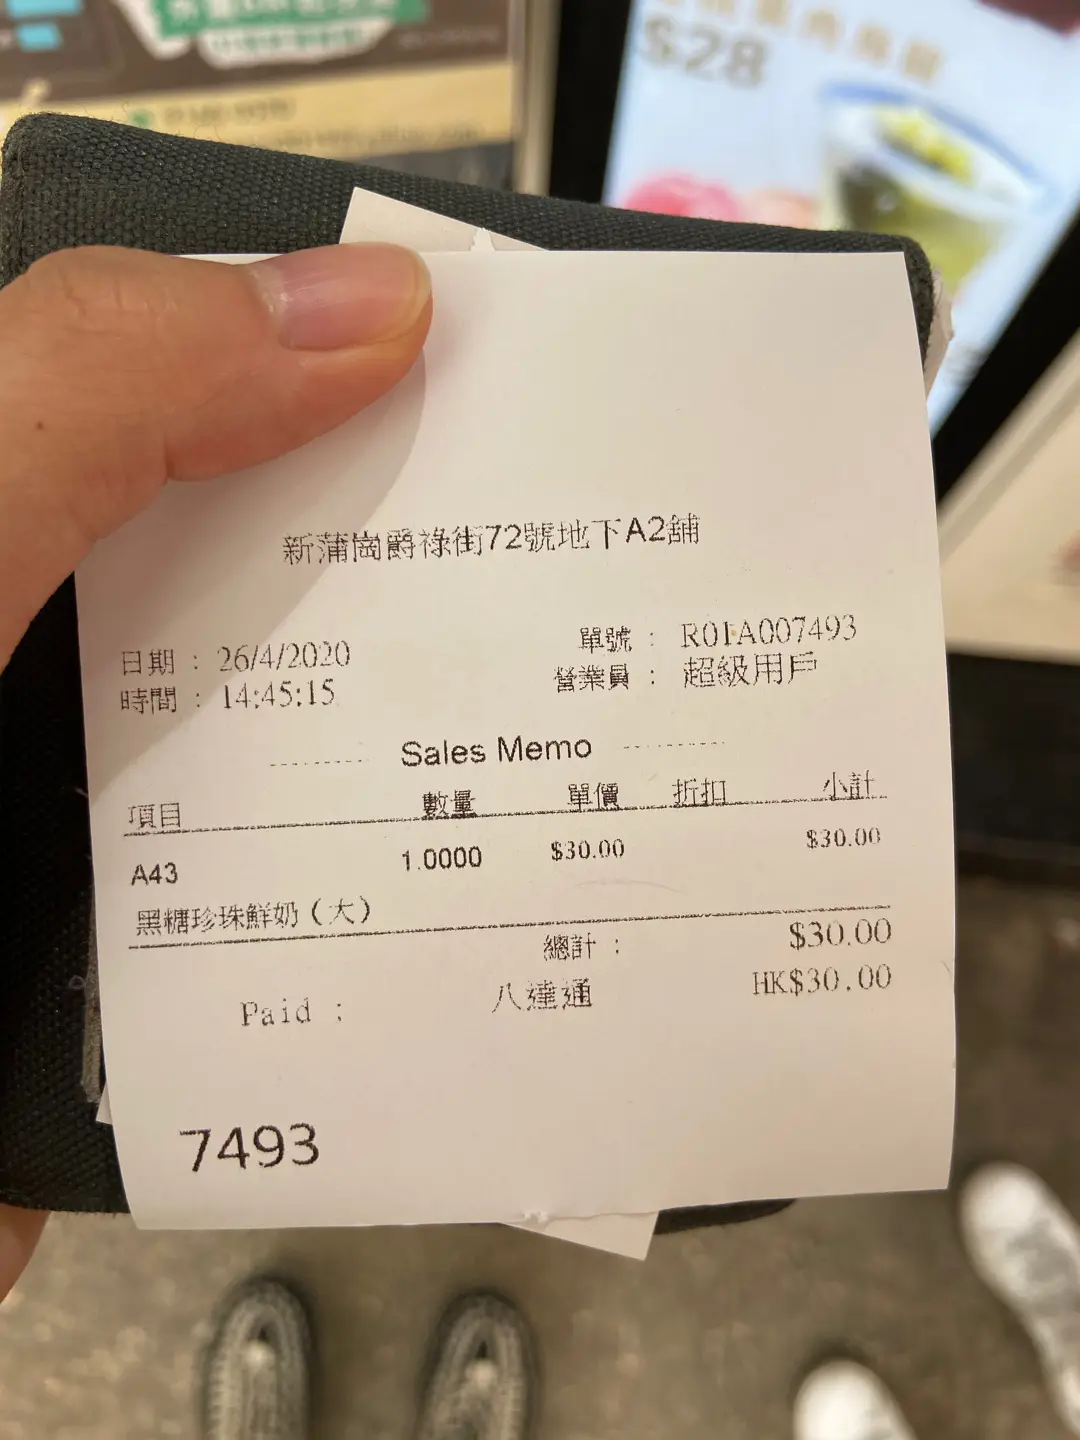 $28
新蒲崗爵祿街72號地下A2舖
日期 : 26/4/2020 單號 : R01A007493
時間 : 14:45:15 營業員 : 超級用戶
Sales Memo
項目 數量 單價 折扣 小計
A43 1.0000 $30.00 $30.00
黑糖珍珠鮮奶（大）
總計 : $30.00
Paid : 八達通 HK$30.00
7493